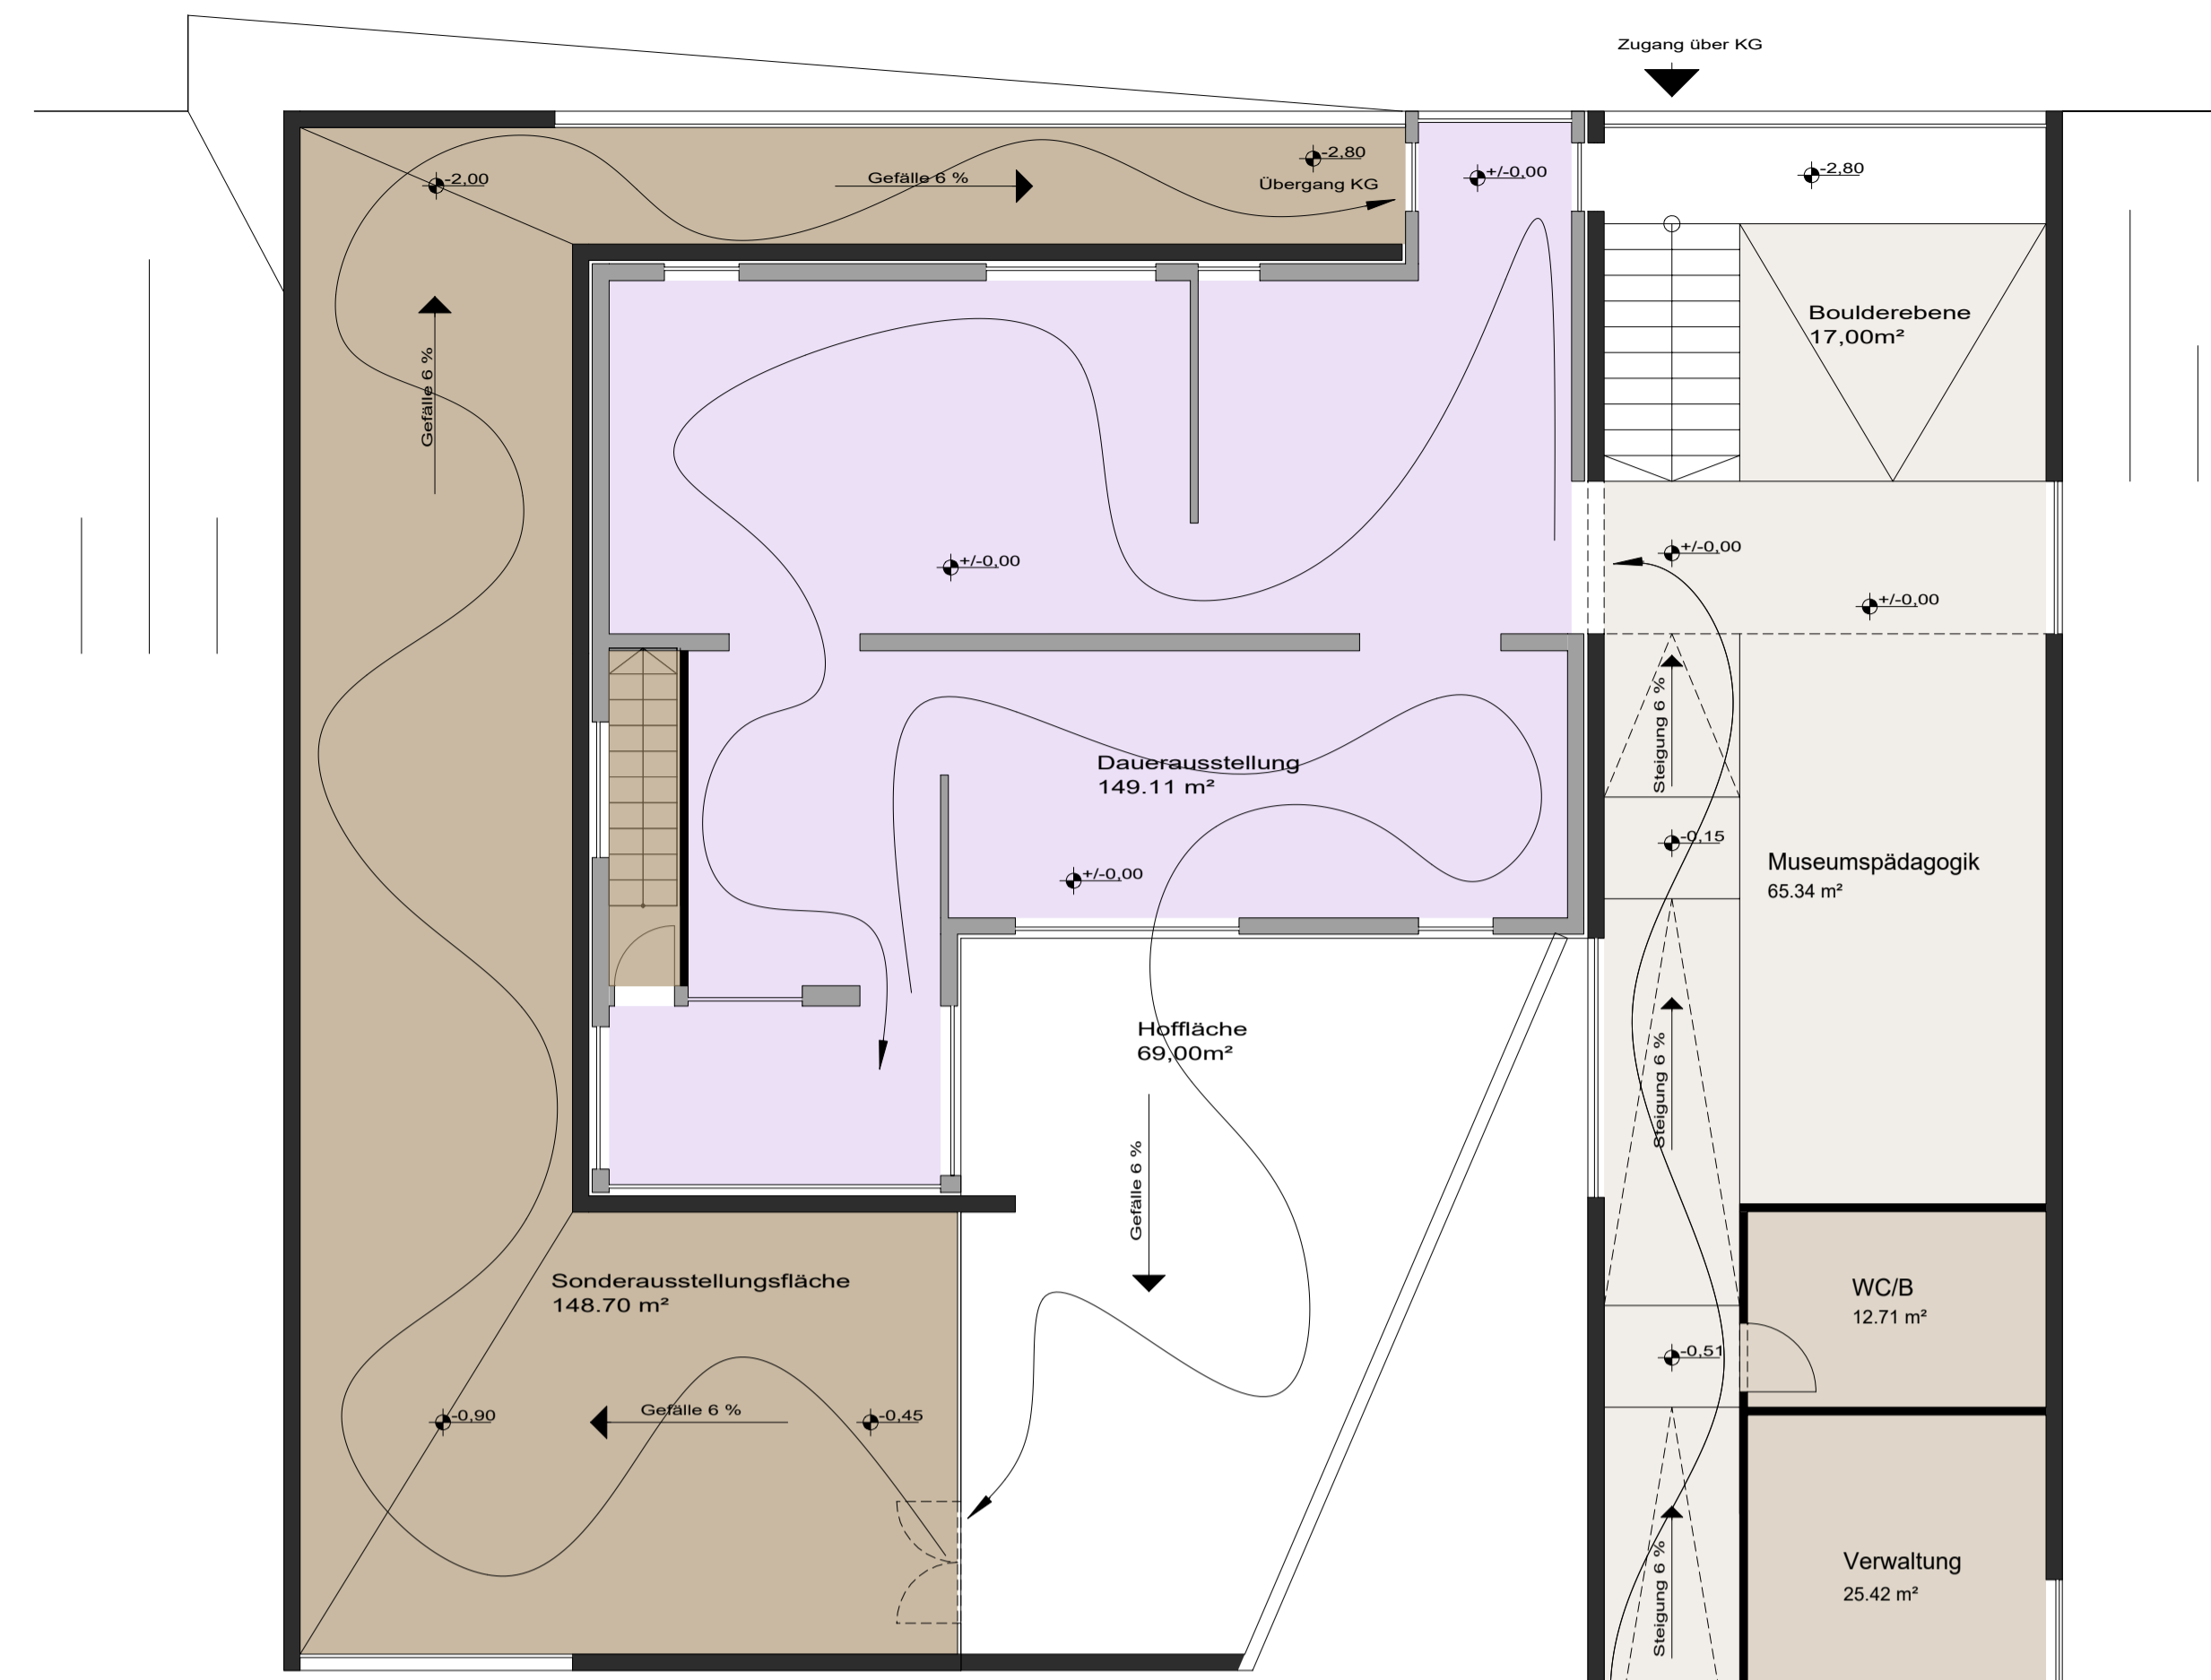 Zugang über KG
-2,00
Gefälle 6 %
-2,80
Übergang KG
+/-0,00
-2,80
Gefälle 6 %
Boulderebene
17,00m²
+/-0,00
+/-0,00
+/-0,00
Steigung 6 %
Dauerausstellung
149.11 m²
-0,15
+/-0,00
Museumspädagogik
65.34 m²
Hoffläche
69,00m²
Steigung 6 %
Gefälle 6 %
Sonderausstellungsfläche
148.70 m²
WC/B
12.71 m²
-0,51
Gefälle 6 %
-0,90
-0,45
Steigung 6 %
Verwaltung
25.42 m²